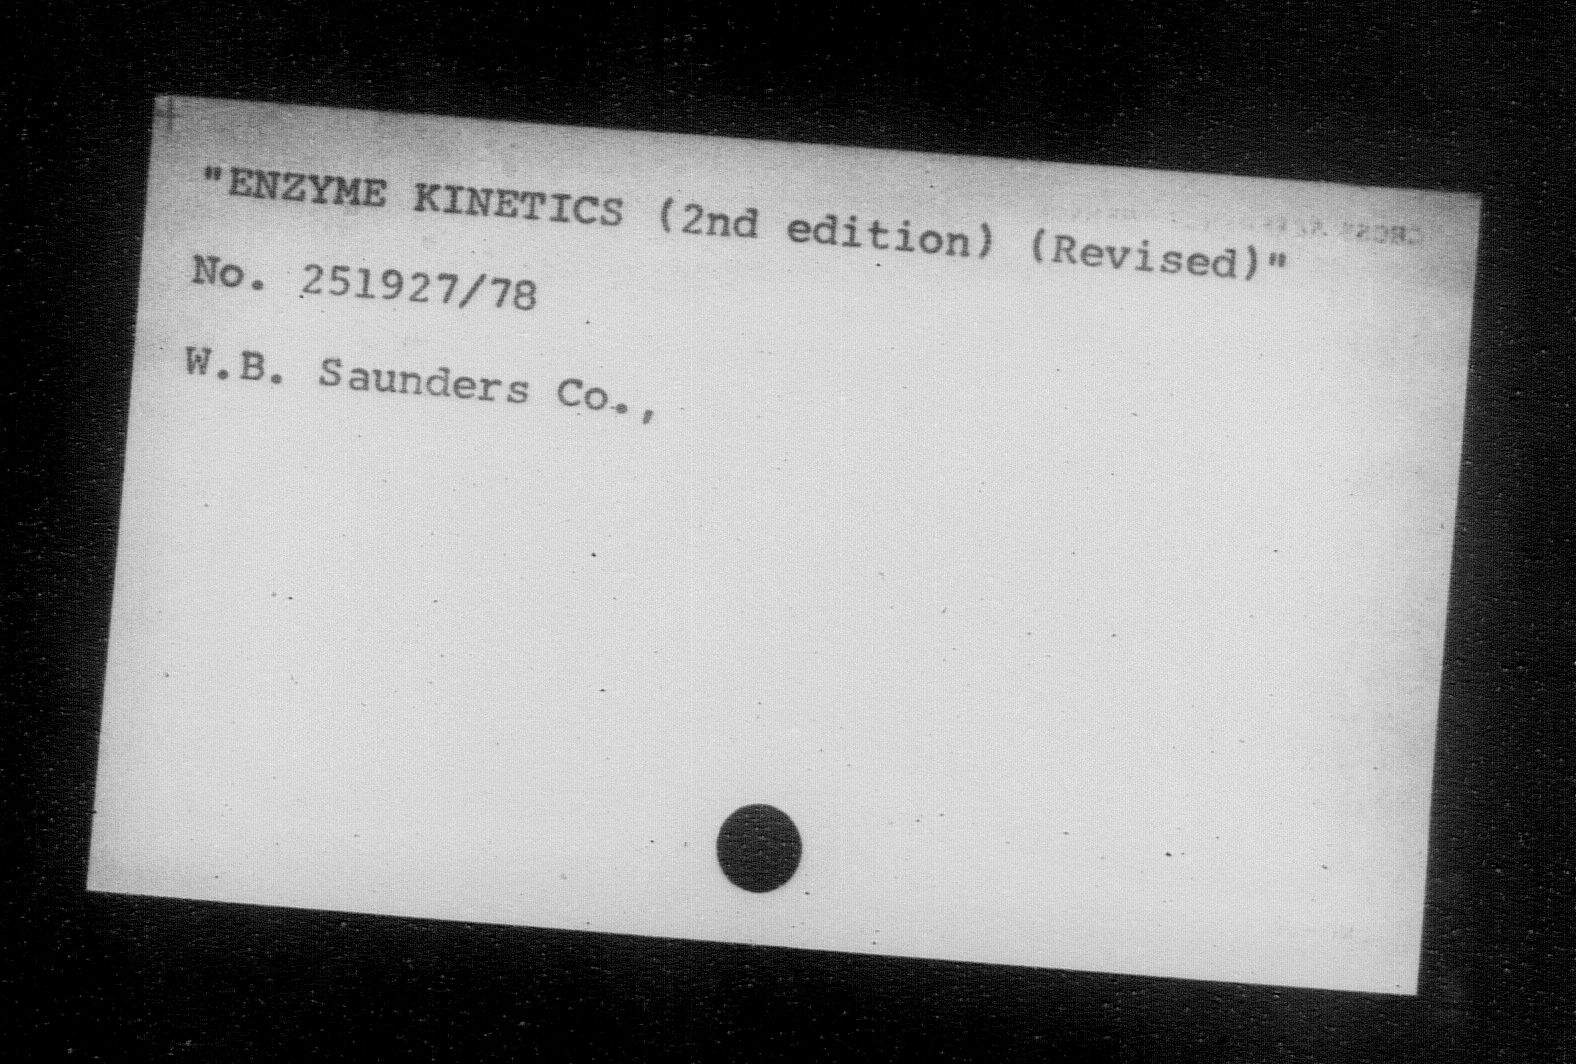 "ENZYME KINETICS (2nd edition) (Revised)"
No. 251927/78
W.B. Saunders Co.,